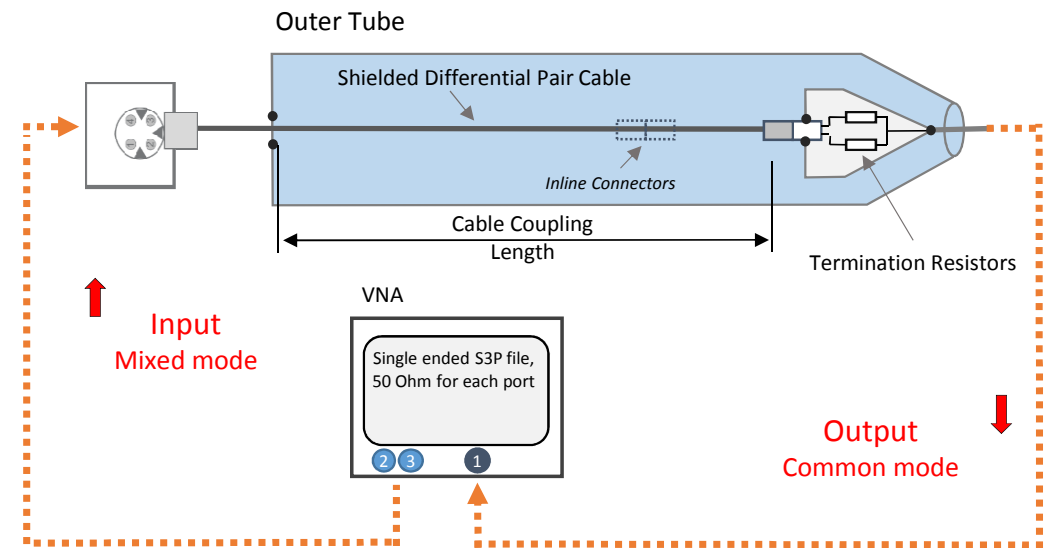 Outer Tube
Shielded Differential Pair Cable
Inline Connectors
Cable Coupling
Length
Termination Resistors
VNA
Input
Mixed mode
Single ended S3P file,
50 Ohm for each port
2 3 1
Output
Common mode